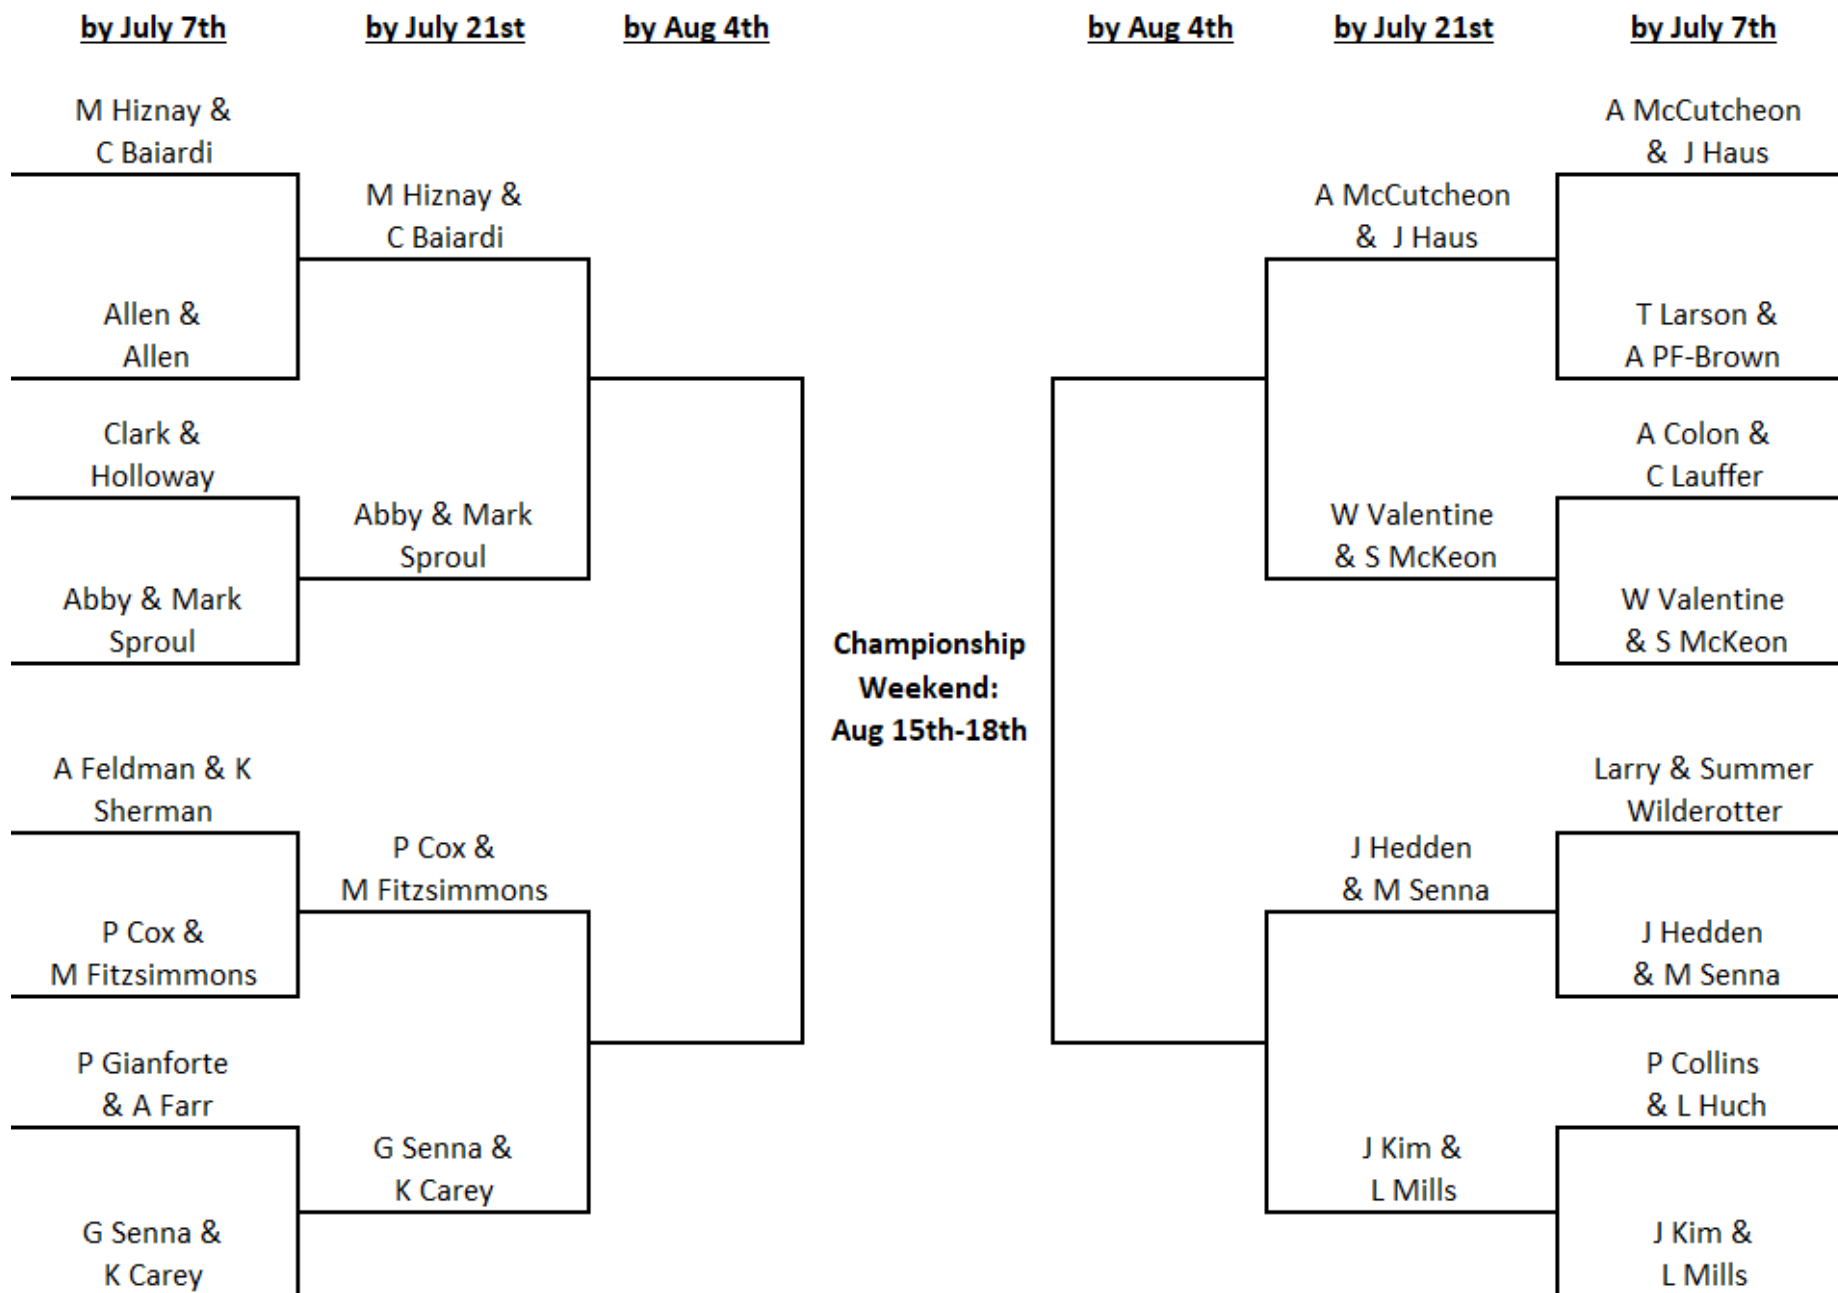 by July 7th
by July 21st
by Aug 4th
by Aug 4th
by July 21st
by July 7th
M Hiznay &
C Baiardi
Allen &
Allen
Clark &
Holloway
Abby & Mark
Sproul
A Feldman & K
Sherman
P Cox &
M Fitzsimmons
P Gianforte
& A Farr
G Senna &
K Carey
M Hiznay &
C Baiardi
Abby & Mark
Sproul
P Cox &
M Fitzsimmons
G Senna &
K Carey
Championship
Weekend:
Aug 15th-18th
A McCutcheon
& J Haus
W Valentine
& S McKeon
J Hedden
& M Senna
J Kim &
L Mills
A McCutcheon
& J Haus
T Larson &
A PF-Brown
A Colon &
C Lauffer
W Valentine
& S McKeon
Larry & Summer
Wilderotter
J Hedden
& M Senna
P Collins
& L Huch
J Kim &
L Mills